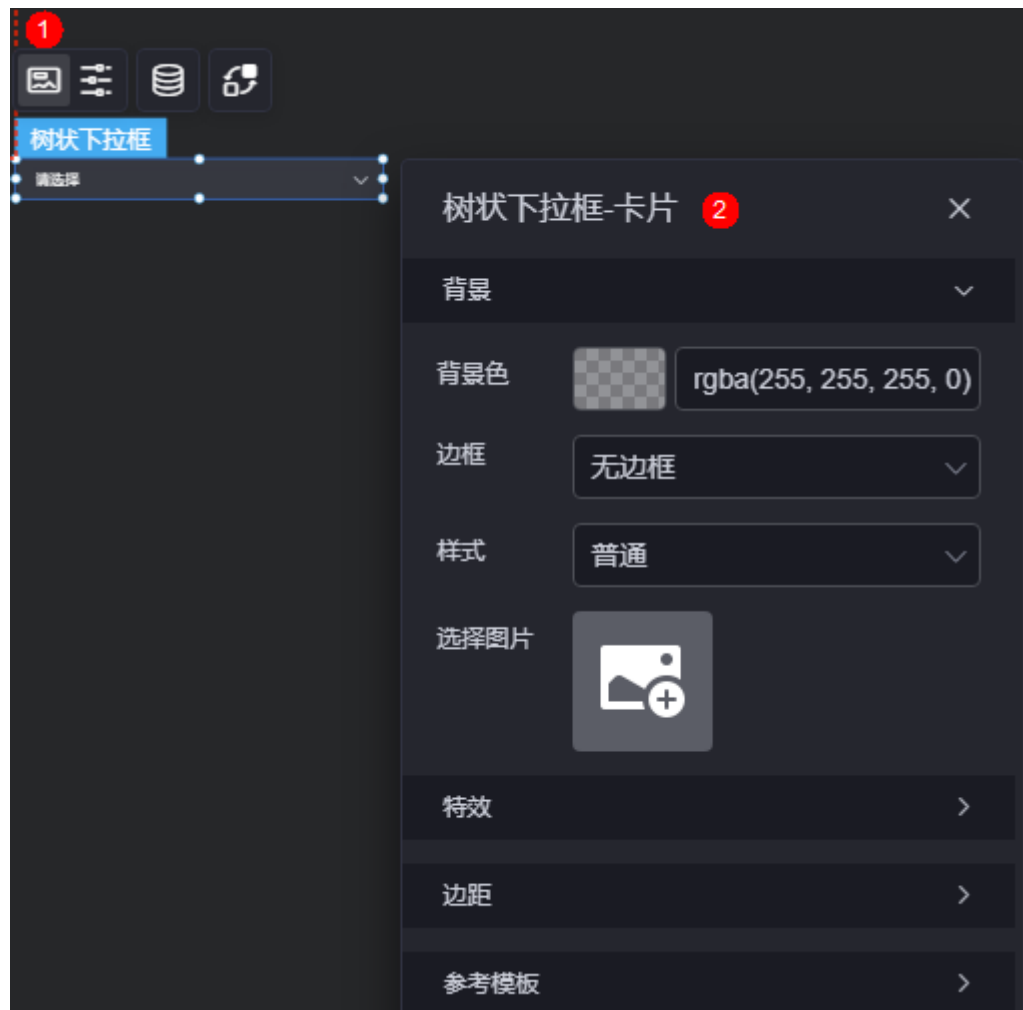 1
树状下拉框
请选择
树状下拉框-卡片 2
背景
背景色 rgba(255, 255, 255, 0)
边框 无边框
样式 普通
选择图片
特效
边距
参考模板